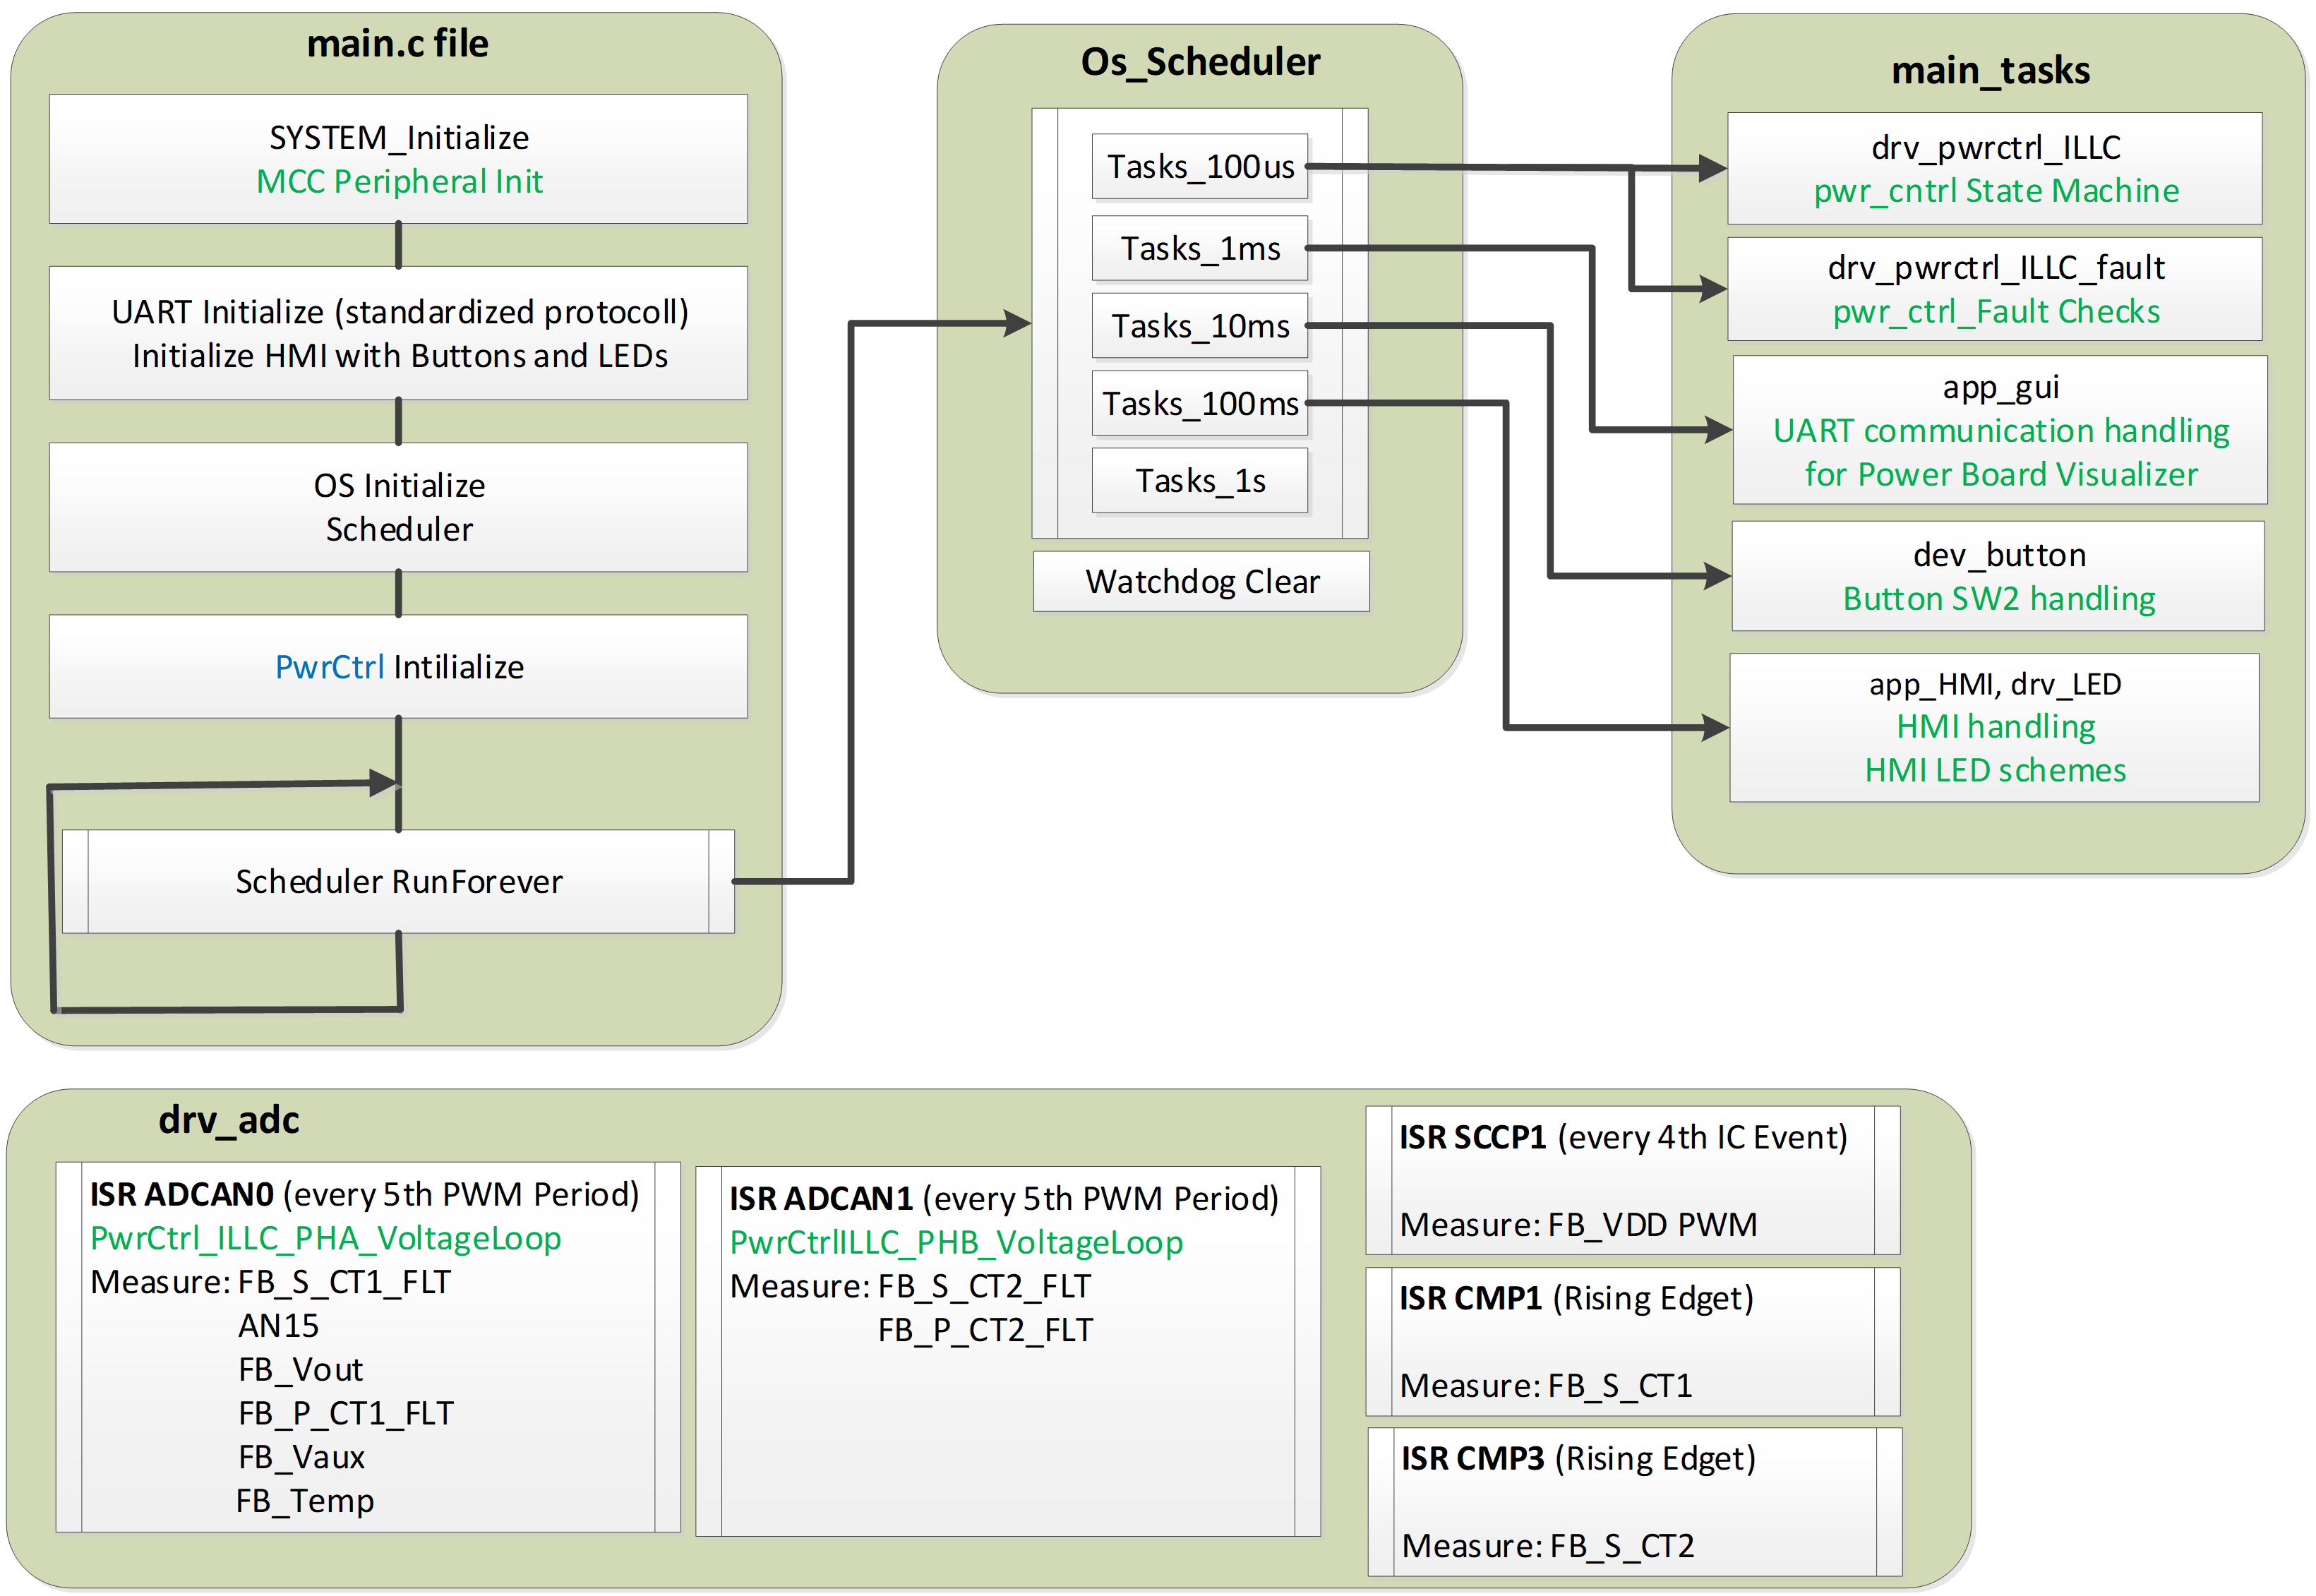 main.c file
SYSTEM_Initialize
MCC Peripheral Init
UART Initialize (standardized protocoll)
Initialize HMI with Buttons and LEDs
OS Initialize
Scheduler
PwrCtrl Intilialize
Scheduler RunForever
Os_Scheduler
Tasks_100us
Tasks_1ms
Tasks_10ms
Tasks_100ms
Tasks_1s
Watchdog Clear
main_tasks
drv_pwrctrl_ILLC
pwr_cntrl State Machine
drv_pwrctrl_ILLC_fault
pwr_ctrl_Fault Checks
app_gui
UART communication handling
for Power Board Visualizer
dev_button
Button SW2 handling
app_HMI, drv_LED
HMI handling
HMI LED schemes
drv_adc
ISR ADCAN0 (every 5th PWM Period)
PwrCtrl_ILLC_PHA_VoltageLoop
Measure: FB_S_CT1_FLT
AN15
FB_Vout
FB_P_CT1_FLT
FB_Vaux
FB_Temp
ISR ADCAN1 (every 5th PWM Period)
PwrCtrlILLC_PHB_VoltageLoop
Measure: FB_S_CT2_FLT
FB_P_CT2_FLT
ISR SCCP1 (every 4th IC Event)
Measure: FB_VDD PWM
ISR CMP1 (Rising Edget)
Measure: FB_S_CT1
ISR CMP3 (Rising Edget)
Measure: FB_S_CT2